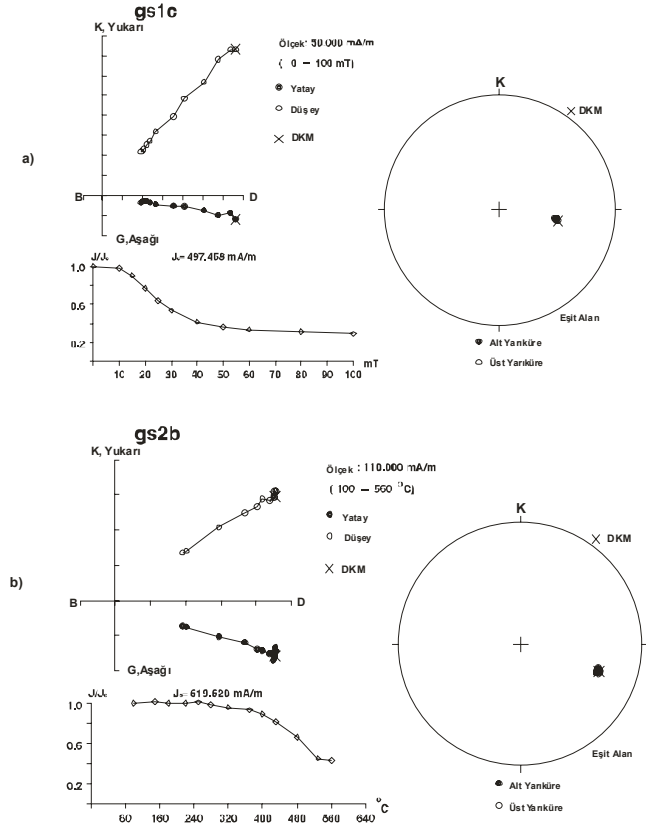 gs1c
K, Yukarı
Ölçek: 50.000 mA/m
( 0 – 100 mT)
Yatay
Düşey
DKM
a)
B
D
G,Aşağı
J/J₀
J₀= 497.458 mA/m
1.0
0.6
0.2
10 20 30 40 50 60 70 80 90 100
mT
K
DKM
Eşit Alan
Alt Yarıküre
Üst Yarıküre
gs2b
K, Yukarı
Ölçek : 110.000 mA/m
( 100 – 560 °C)
Yatay
Düşey
DKM
b)
B
D
G,Aşağı
J/J₀
J₀= 619.620 mA/m
1.0
0.6
0.2
60 160 240 320 400 480 560 640
°C
K
DKM
Eşit Alan
Alt Yarıküre
Üst Yarıküre